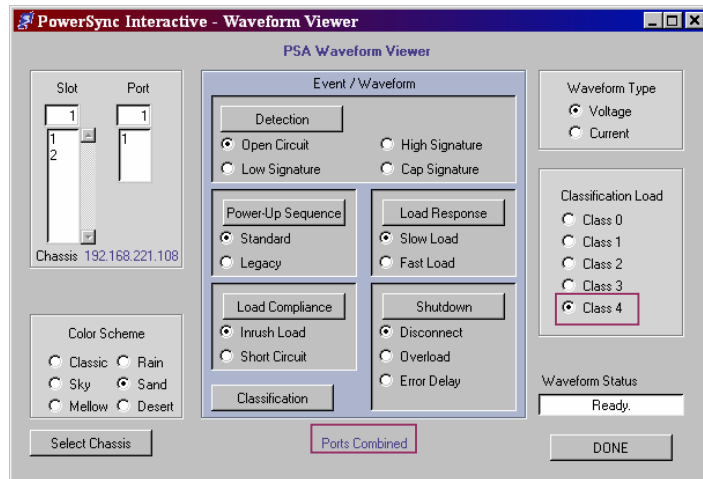 PowerSync Interactive - Waveform Viewer
PSA Waveform Viewer
Slot Port
1 1
1 1
2
Chassis 192.168.221.108
Color Scheme
Classic Rain
Sky Sand
Mellow Desert
Select Chassis
Event / Waveform
Detection
Open Circuit High Signature
Low Signature Cap Signature
Power-Up Sequence
Standard
Legacy
Load Response
Slow Load
Fast Load
Load Compliance
Inrush Load
Short Circuit
Shutdown
Disconnect
Overload
Error Delay
Classification
Ports Combined
Waveform Type
Voltage
Current
Classification Load
Class 0
Class 1
Class 2
Class 3
Class 4
Waveform Status
Ready.
DONE